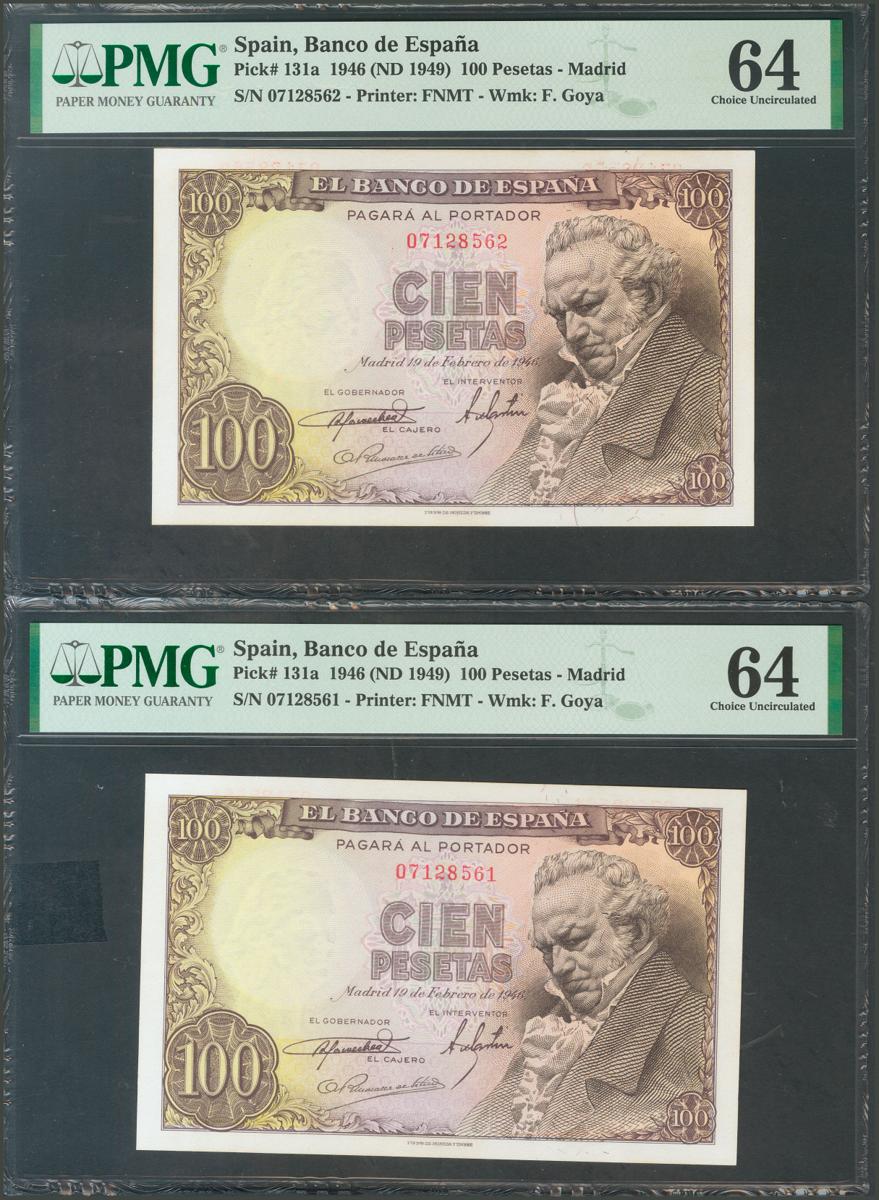 PMG®
PAPER MONEY GUARANTY
Spain, Banco de España
Pick# 131a 1946 (ND 1949) 100 Pesetas - Madrid
S/N 07128562 - Printer: FNMT - Wmk: F. Goya
64
Choice Uncirculated
100
EL BANCO DE ESPAÑA
100
PAGARÁ AL PORTADOR
07128562
CIEN
PESETAS
Madrid 19 de Febrero de 1946
EL GOBERNADOR
EL INTERVENTOR
EL CAJERO
100
100
PMG®
PAPER MONEY GUARANTY
Spain, Banco de España
Pick# 131a 1946 (ND 1949) 100 Pesetas - Madrid
S/N 07128561 - Printer: FNMT - Wmk: F. Goya
64
Choice Uncirculated
100
EL BANCO DE ESPAÑA
100
PAGARÁ AL PORTADOR
07128561
CIEN
PESETAS
Madrid 19 de Febrero de 1946
EL GOBERNADOR
EL INTERVENTOR
EL CAJERO
100
100